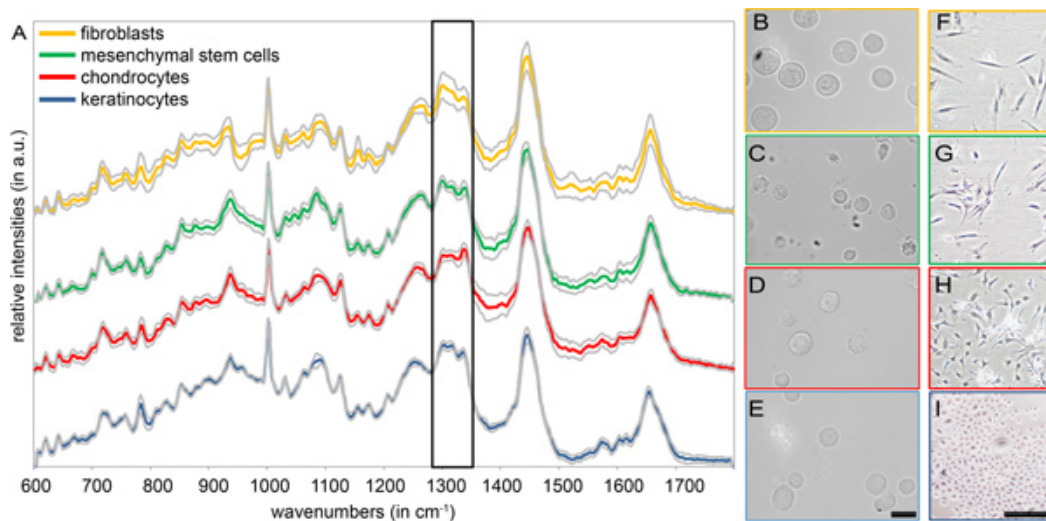 A
fibroblasts
mesenchymal stem cells
chondrocytes
keratinocytes
relative intensities (in a.u.)
600 700 800 900 1000 1100 1200 1300 1400 1500 1600 1700
wavenumbers (in cm⁻¹)
B
F
C
G
D
H
E
I